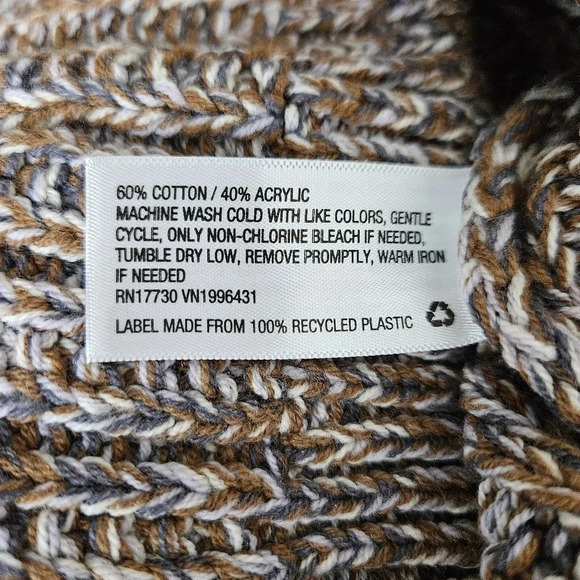 60% COTTON / 40% ACRYLIC
MACHINE WASH COLD WITH LIKE COLORS, GENTLE
CYCLE, ONLY NON-CHLORINE BLEACH IF NEEDED,
TUMBLE DRY LOW, REMOVE PROMPTLY, WARM IRON
IF NEEDED
RN17730 VN1996431
LABEL MADE FROM 100% RECYCLED PLASTIC